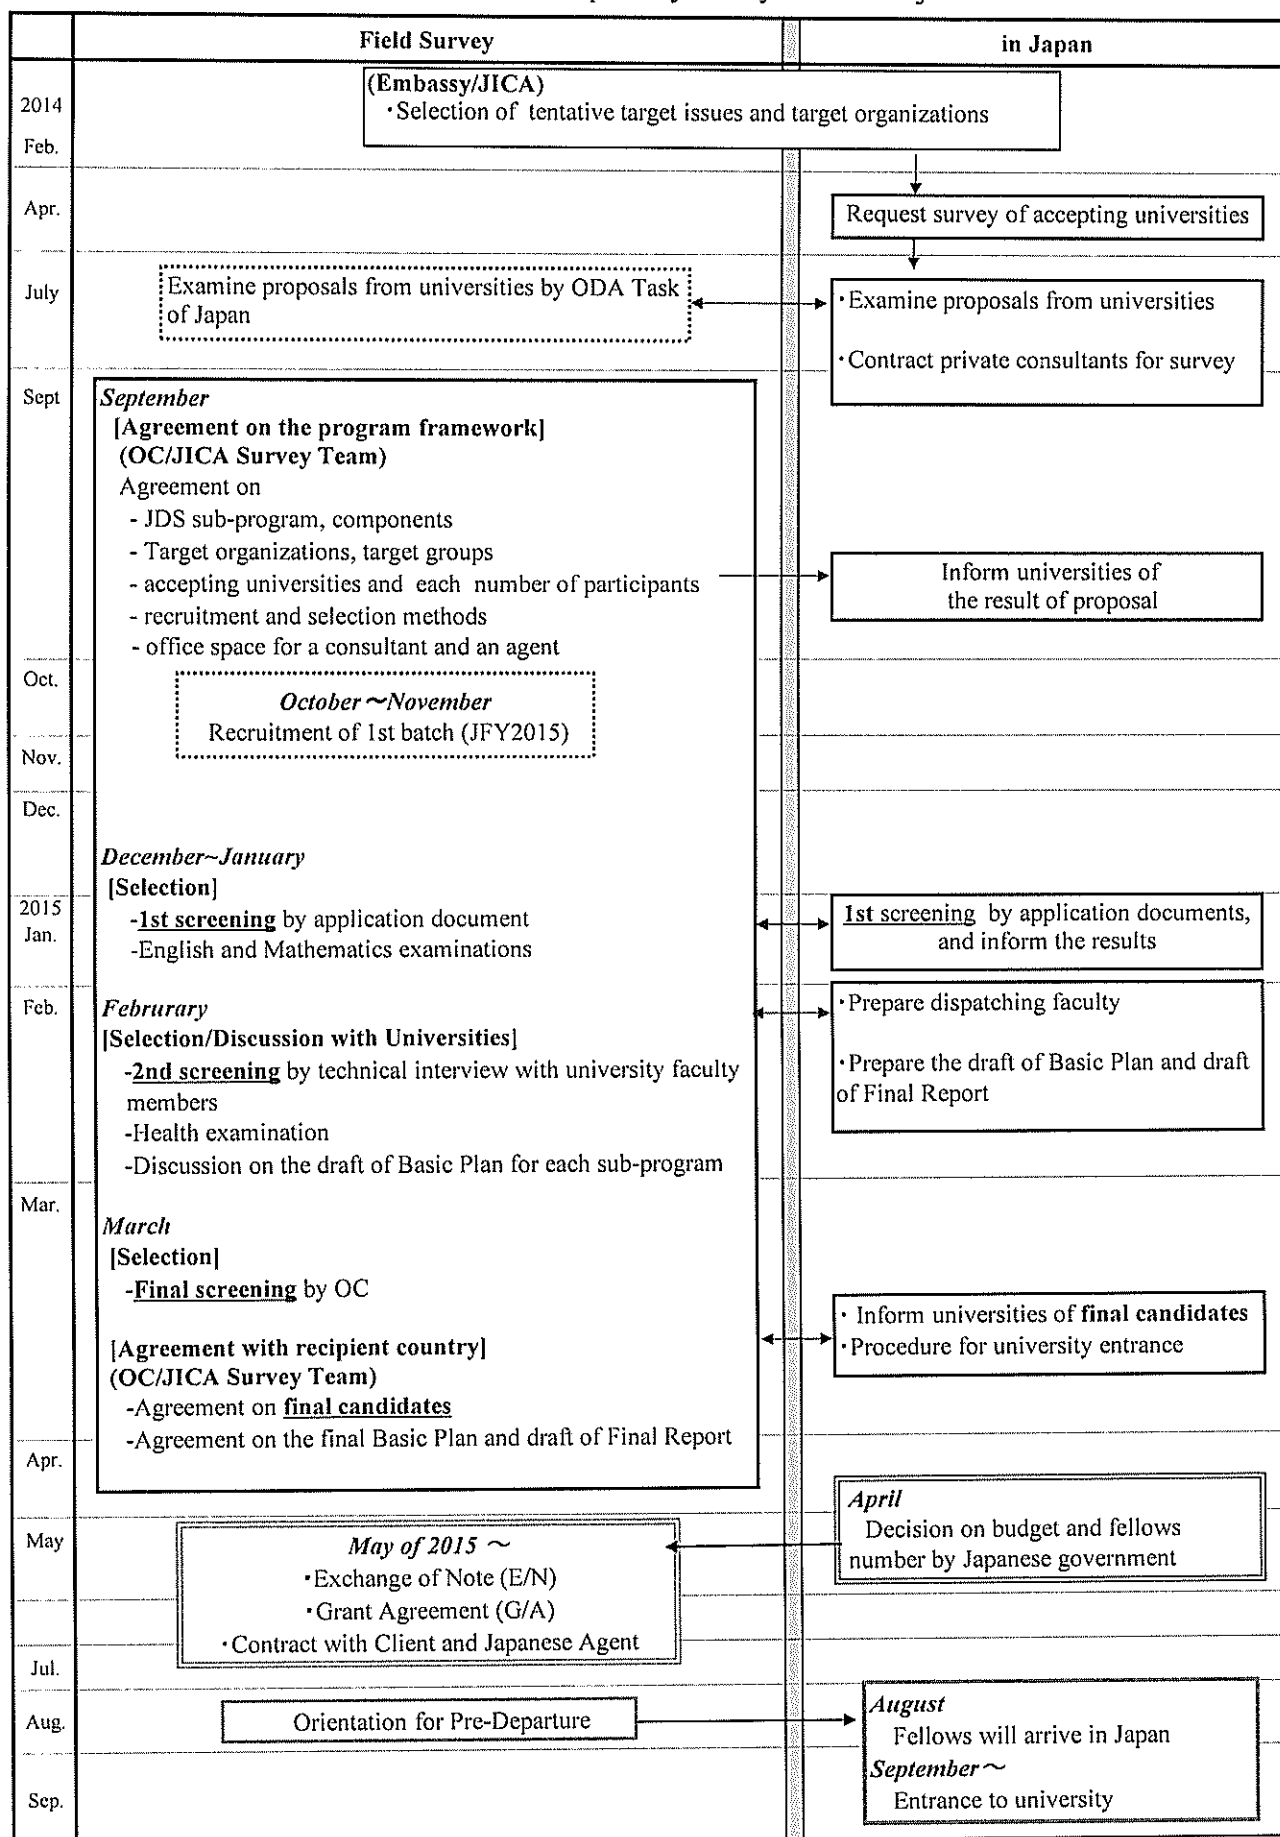 Field Survey
in Japan
2014
Feb.
(Embassy/JICA)
・Selection of tentative target issues and target organizations
Apr.
Request survey of accepting universities
July
Examine proposals from universities by ODA Task
of Japan
・Examine proposals from universities
・Contract private consultants for survey
Sept
September
[Agreement on the program framework]
(OC/JICA Survey Team)
Agreement on
- JDS sub-program, components
- Target organizations, target groups
- accepting universities and each number of participants
- recruitment and selection methods
- office space for a consultant and an agent
Inform universities of
the result of proposal
Oct.
October～November
Recruitment of 1st batch (JFY2015)
Nov.
Dec.
December~January
[Selection]
-1st screening by application document
-English and Mathematics examinations
2015
Jan.
1st screening by application documents,
and inform the results
Feb.
Februrary
[Selection/Discussion with Universities]
-2nd screening by technical interview with university faculty
members
-Health examination
-Discussion on the draft of Basic Plan for each sub-program
・Prepare dispatching faculty
・Prepare the draft of Basic Plan and draft
of Final Report
Mar.
March
[Selection]
-Final screening by OC
[Agreement with recipient country]
(OC/JICA Survey Team)
-Agreement on final candidates
-Agreement on the final Basic Plan and draft of Final Report
・Inform universities of final candidates
・Procedure for university entrance
Apr.
April
Decision on budget and fellows
number by Japanese government
May
May of 2015～
・Exchange of Note (E/N)
・Grant Agreement (G/A)
・Contract with Client and Japanese Agent
Jul.
Aug.
Orientation for Pre-Departure
August
Fellows will arrive in Japan
September～
Entrance to university
Sep.